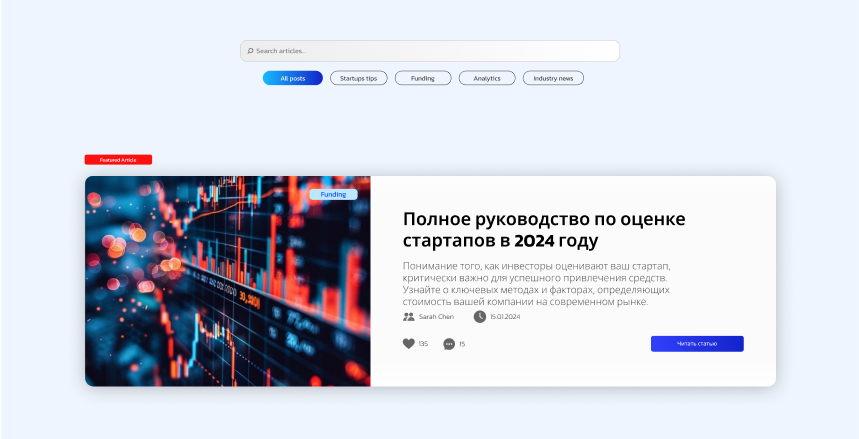 Search articles...
All posts
Startups tips
Funding
Analytics
Industry news
Featured Article
Funding
Полное руководство по оценке
стартапов в 2024 году
Понимание того, как инвесторы оценивают ваш стартап,
критически важно для успешного привлечения средств.
Узнайте о ключевых методах и факторах, определяющих
стоимость вашей компании на современном рынке.
Sarah Chen
15.01.2024
135
15
Читать статью